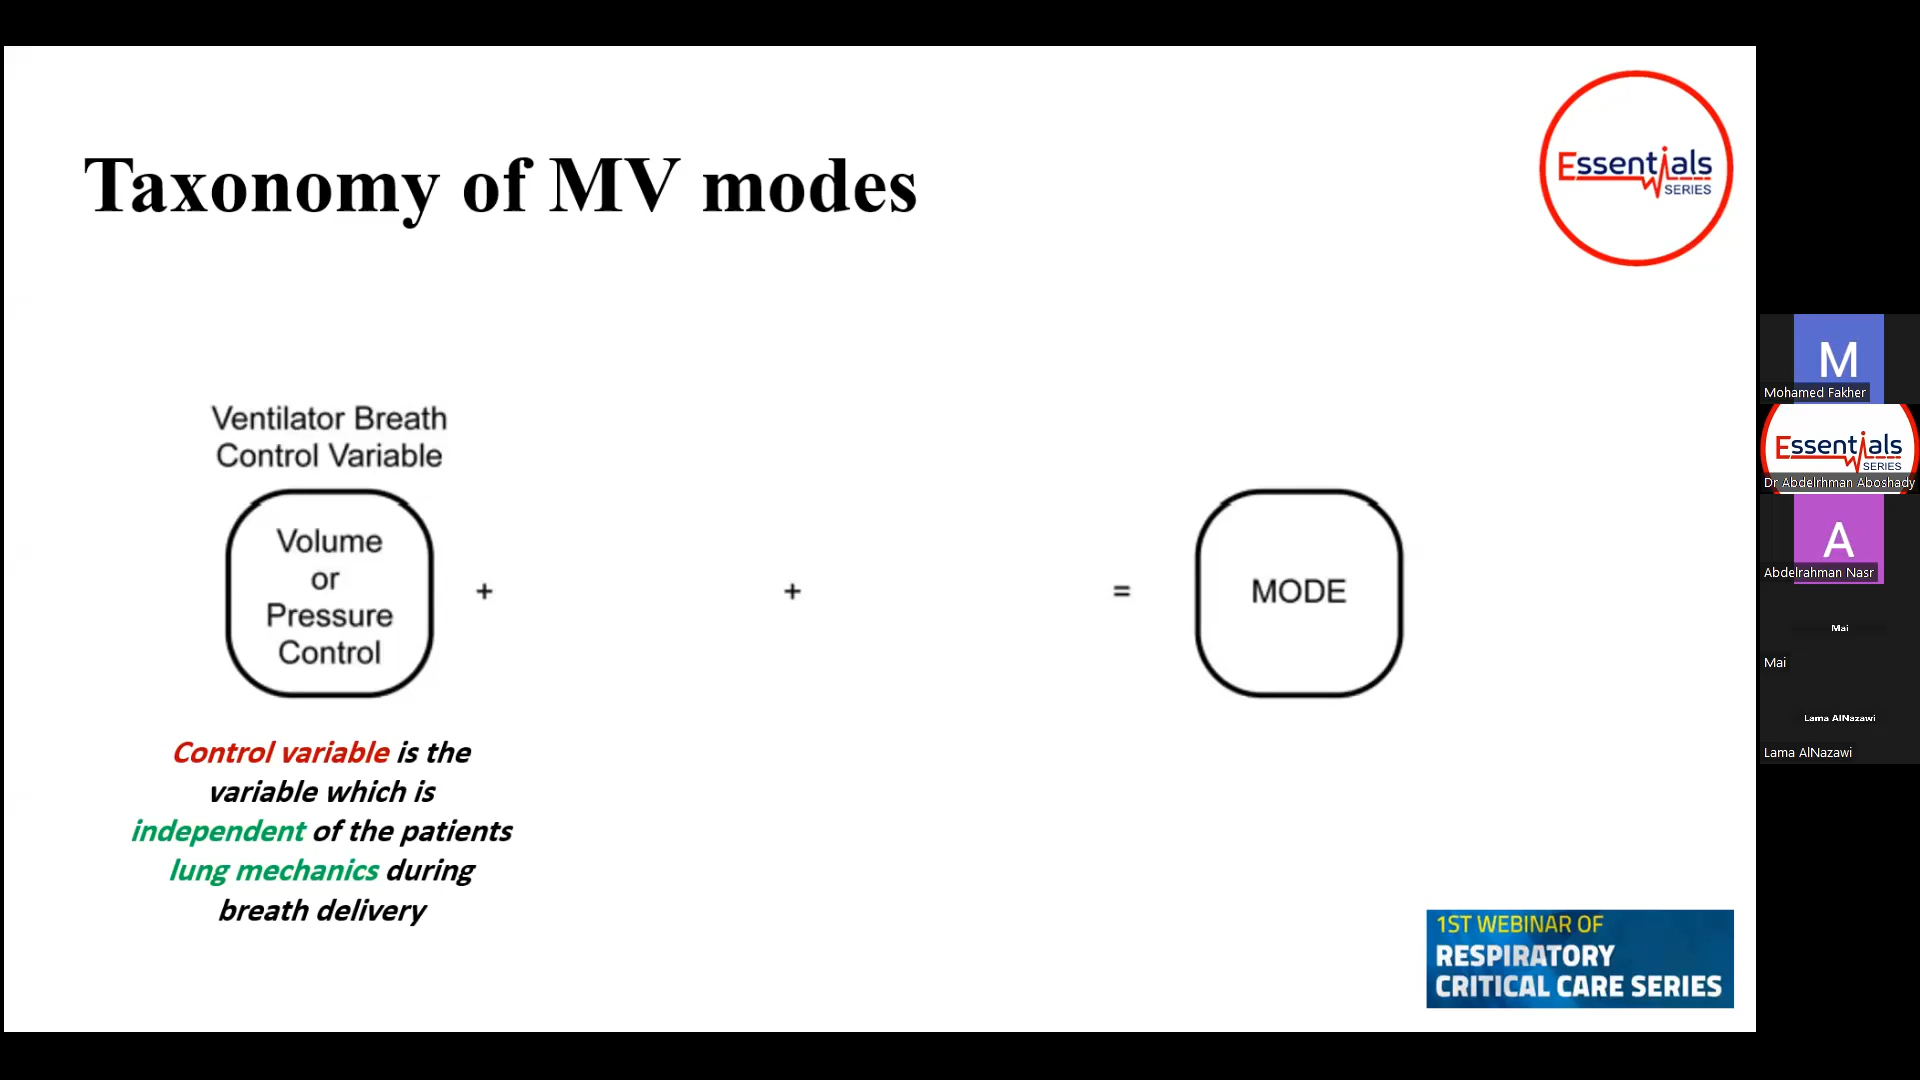 Taxonomy of MV modes
Essentials
SERIES
Ventilator Breath
Control Variable
Volume
or
Pressure
Control
+
+
=
MODE
Control variable is the
variable which is
independent of the patients
lung mechanics during
breath delivery
1ST WEBINAR OF
RESPIRATORY
CRITICAL CARE SERIES
M
Mohamed Fakher
Essentials
SERIES
Dr Abdelrhman Aboshady
A
Abdelrahman Nasr
Mai
Mai
Lama AlNazawi
Lama AlNazawi